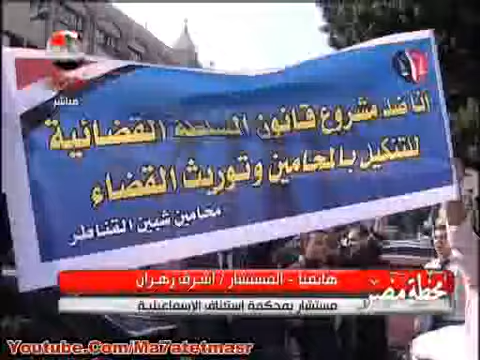 مباشر
انا ضد مشروع قانون السلطة القضائية
للتنكيل بالمحامين وتوريث القضاء
محامين شبين القناطر
هاتفيا - المستشار / اشرف زهران
مستشار بمحكمة إستئناف الإسماعيلية
محطة مصر
Youtube.Com/Ma7atetmasr